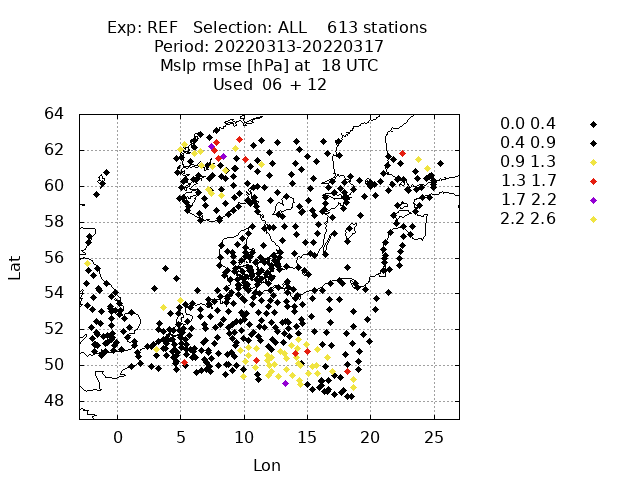 Exp: REF   Selection: ALL    613 stations
Period: 20220313-20220317
Mslp rmse [hPa] at  18 UTC
Used  06 + 12
0.0 0.4
0.4 0.9
0.9 1.3
1.3 1.7
1.7 2.2
2.2 2.6
64
62
60
58
56
54
52
50
48
Lat
0 5 10 15 20 25
Lon